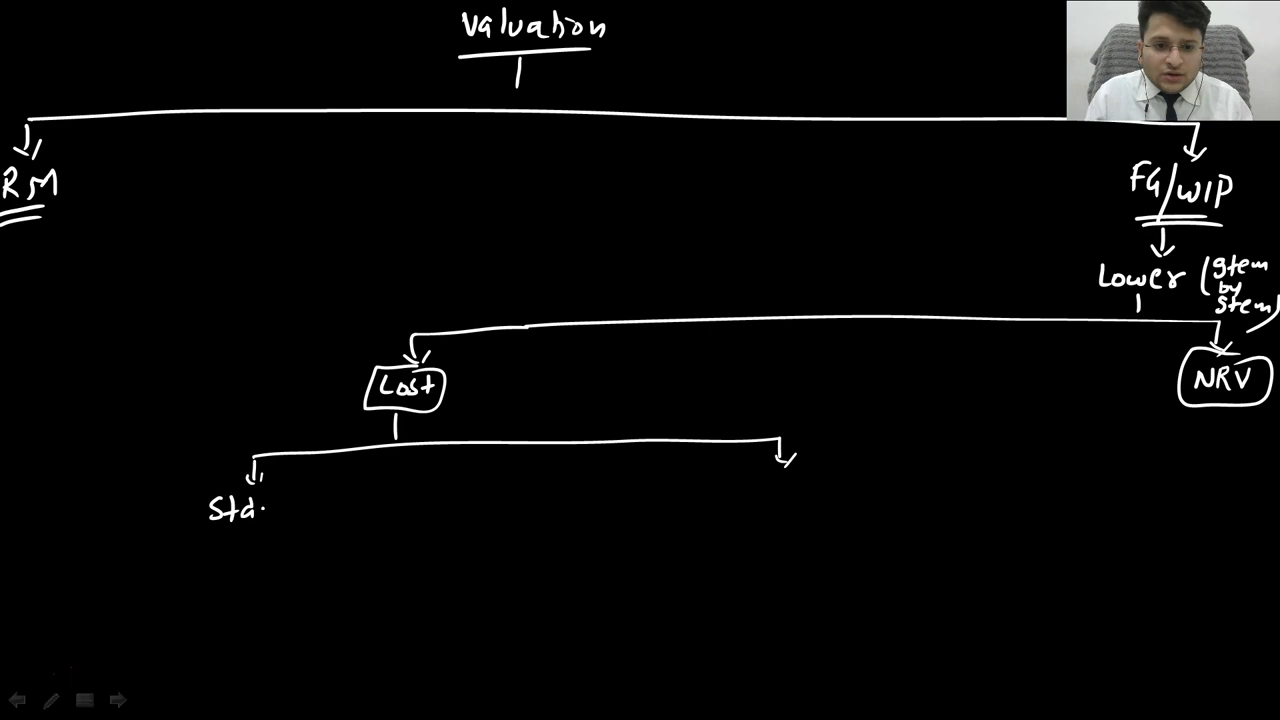 Valuation
RM
FG/WIP
Lower (Item
by
Item)
Cost
NRV
Std.